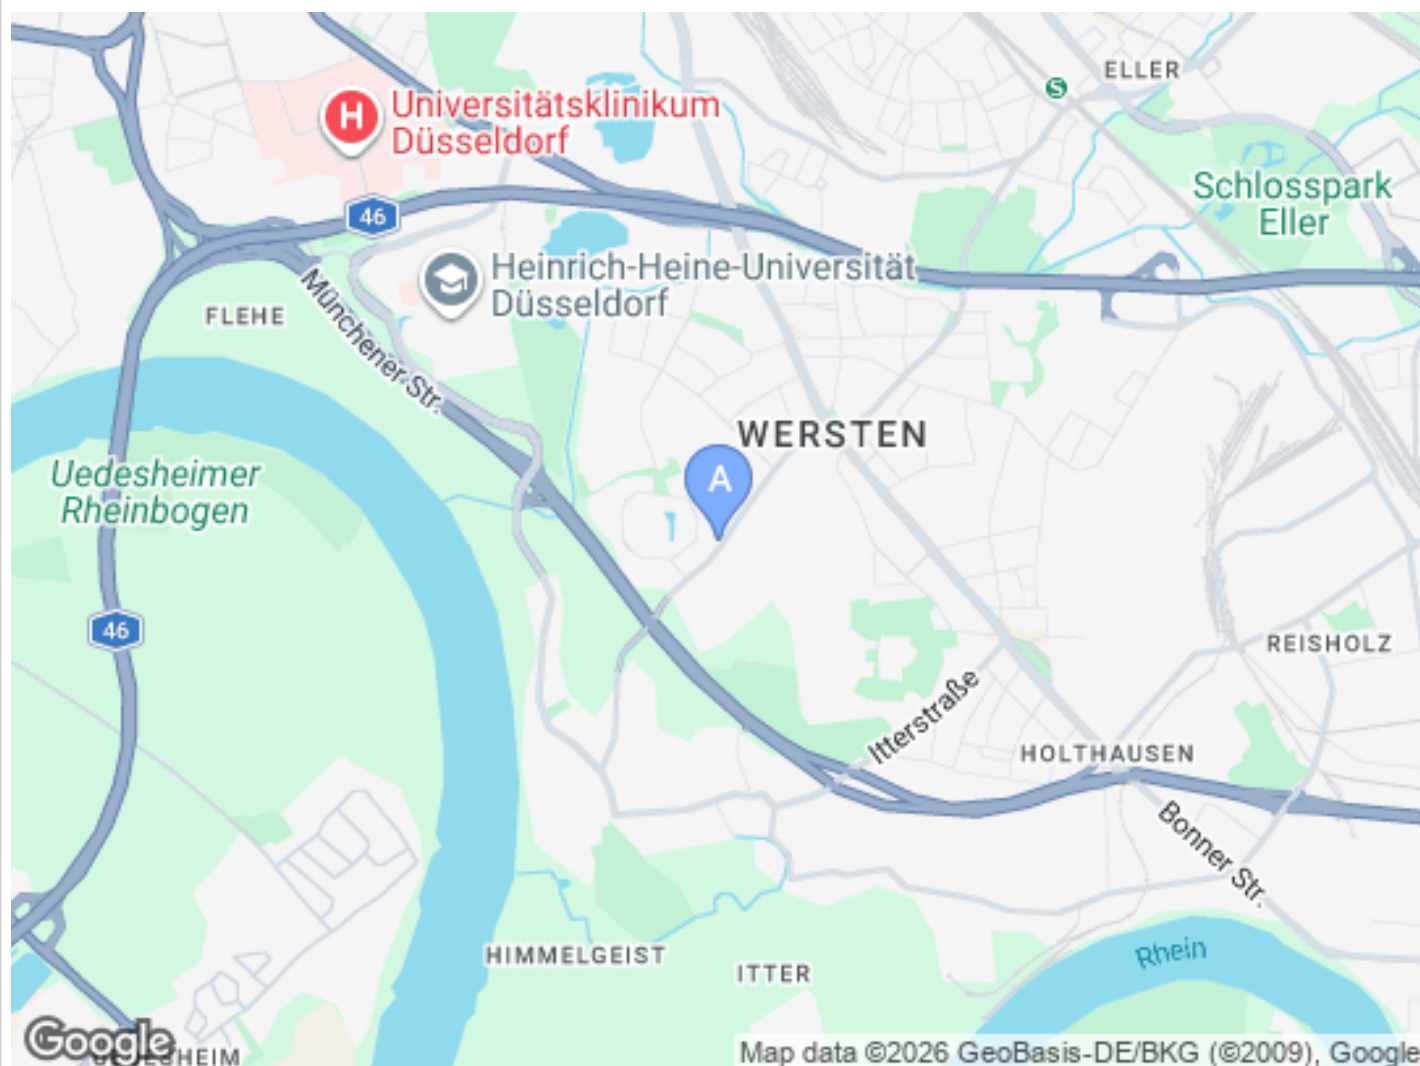 ELLER
S
H
Universitätsklinikum
Düsseldorf
Schlosspark
Eller
46
Heinrich-Heine-Universität
Düsseldorf
FLEHE
Münchener Str.
WERSTEN
Uedesheimer
Rheinbogen
A
46
REISHOLZ
Itterstraße
HOLTHAUSEN
Bonner Str.
Rhein
HIMMELGEIST
ITTER
Google
Map data ©2026 GeoBasis-DE/BKG (©2009), Google